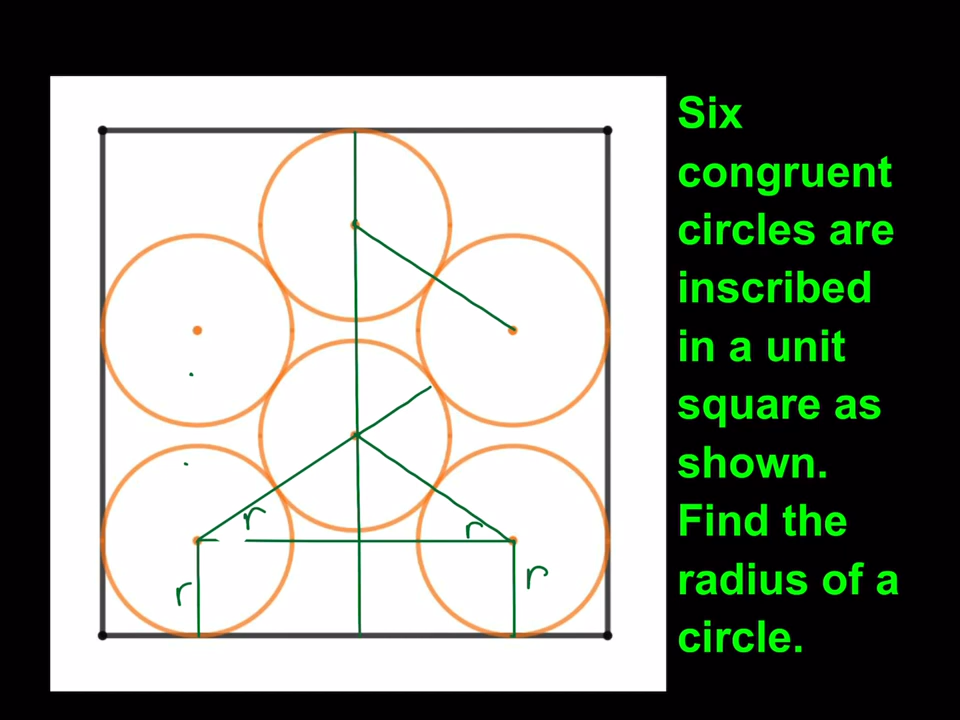 Six
congruent
circles are
inscribed
in a unit
square as
shown.
Find the
radius of a
circle.
r
r
r
r